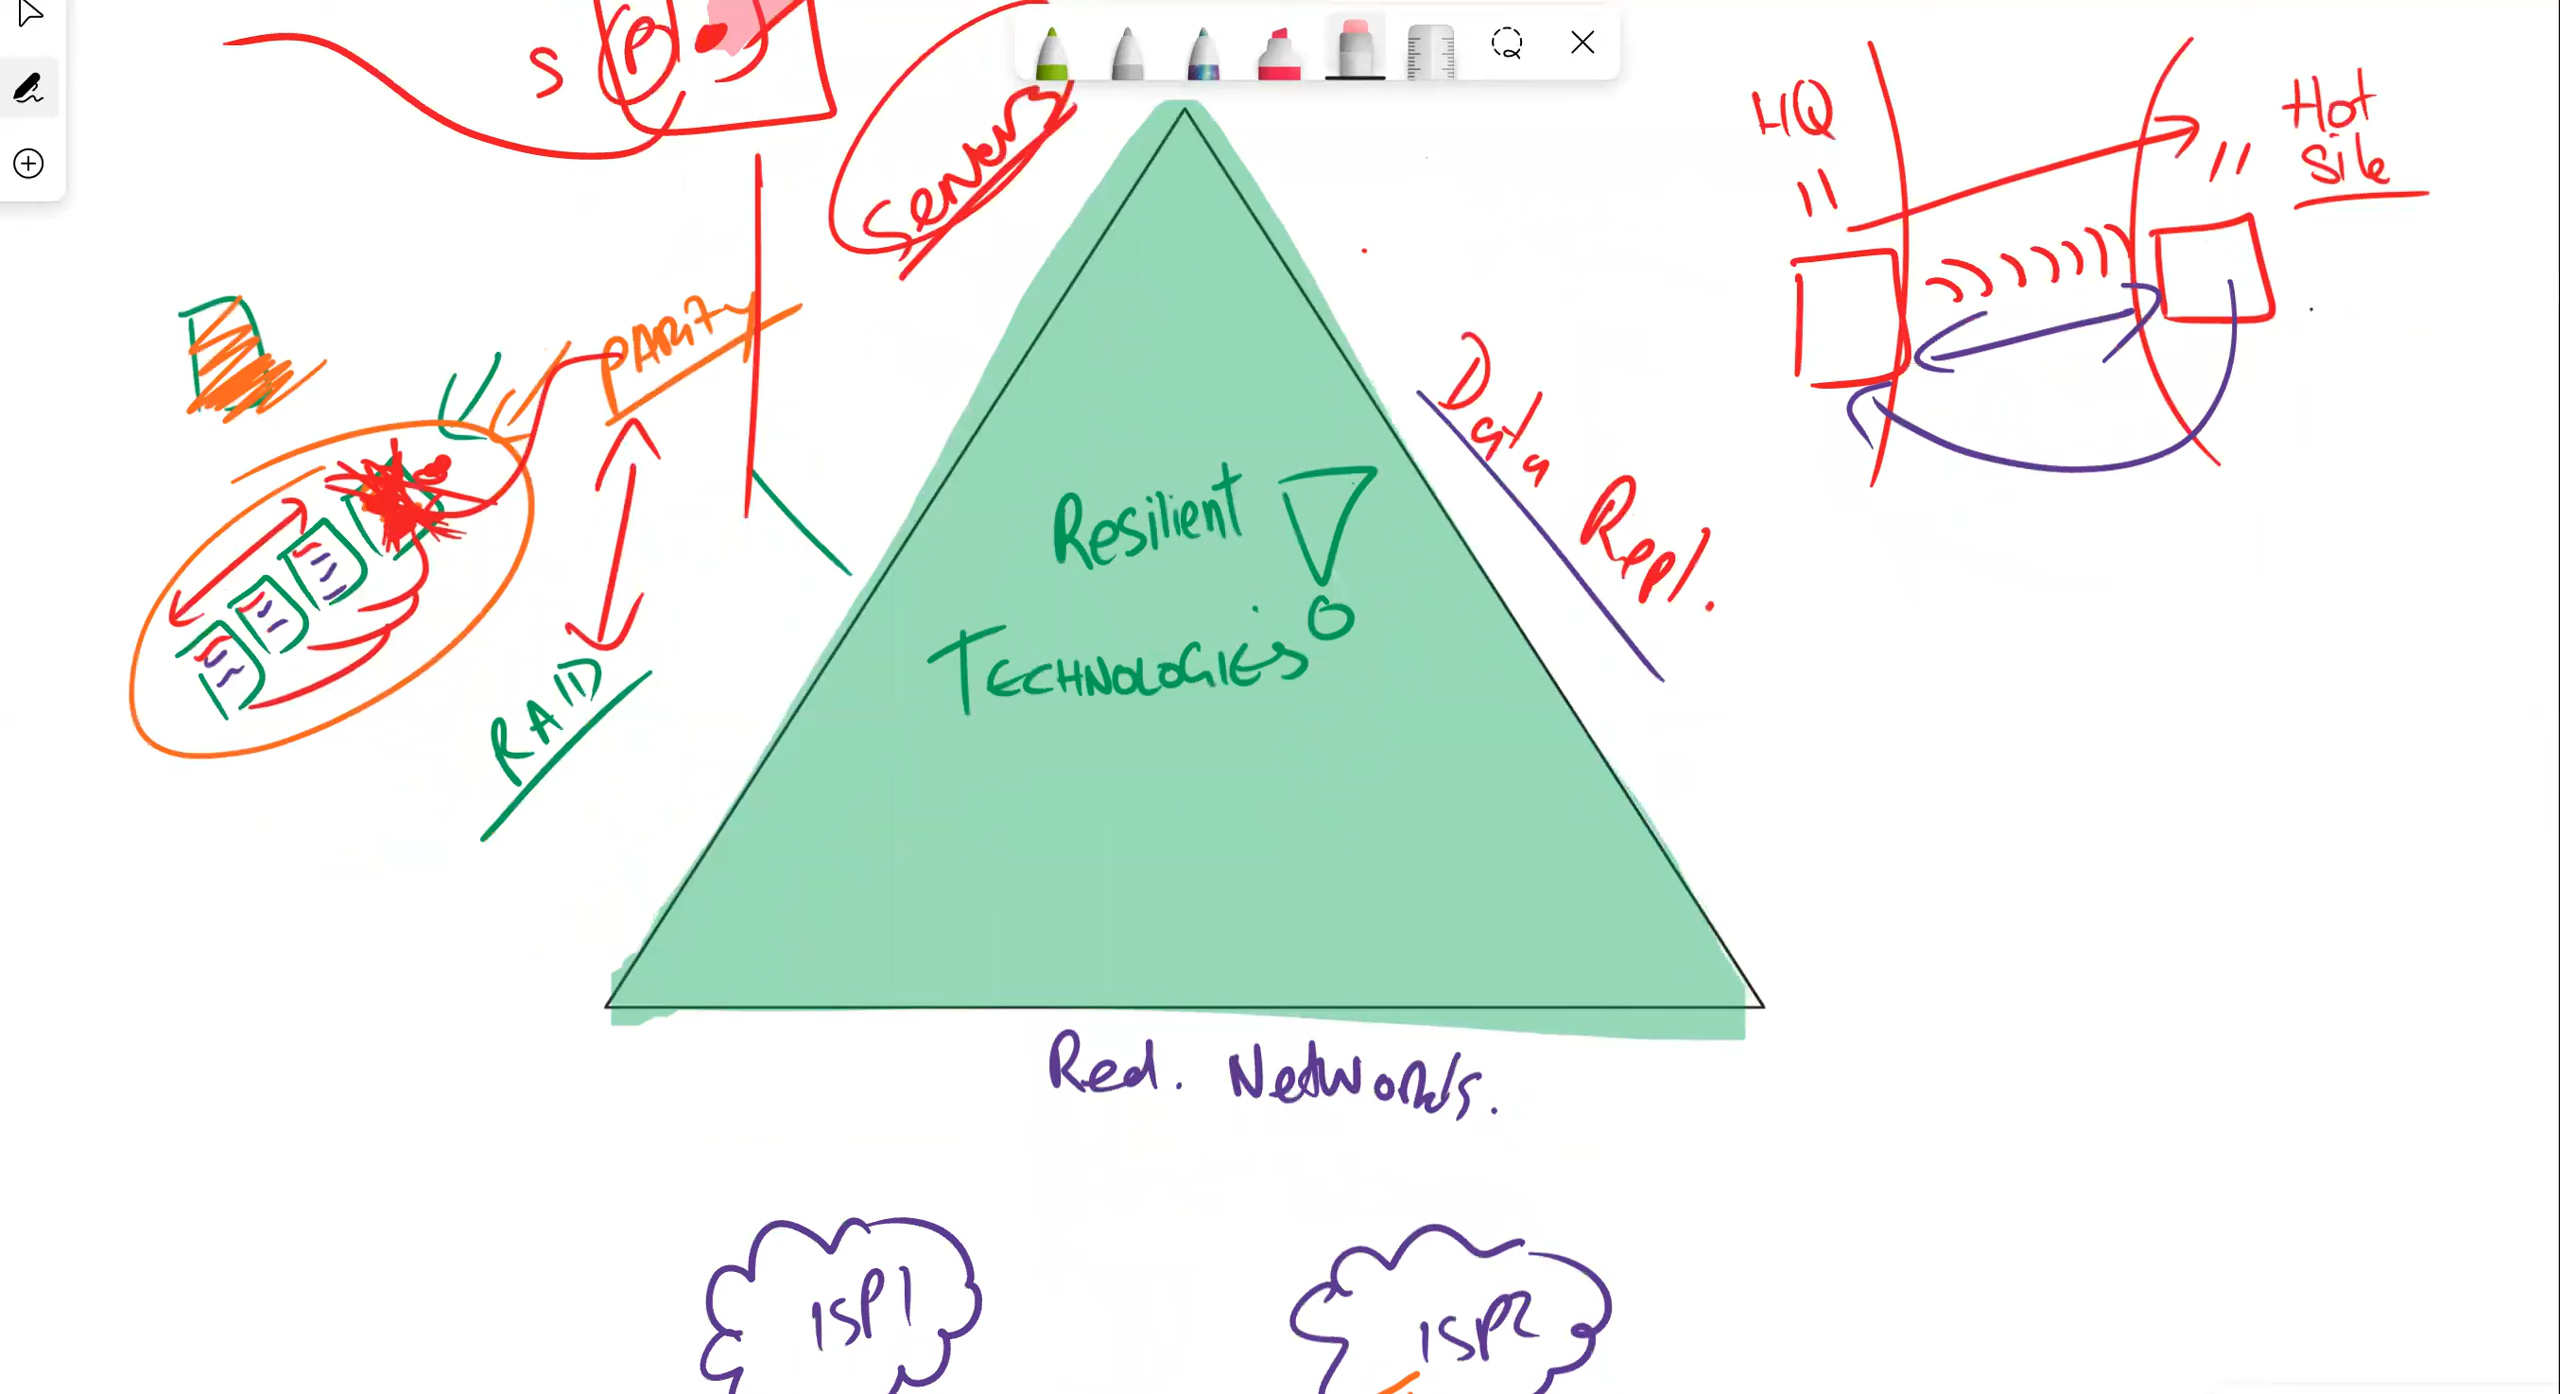 S
P
Servers
HQ
Hot
Site
PARity
Data Repl.
Resilient
TECHNOLOGIES
RAID
Red. Networks.
ISP1
ISP2